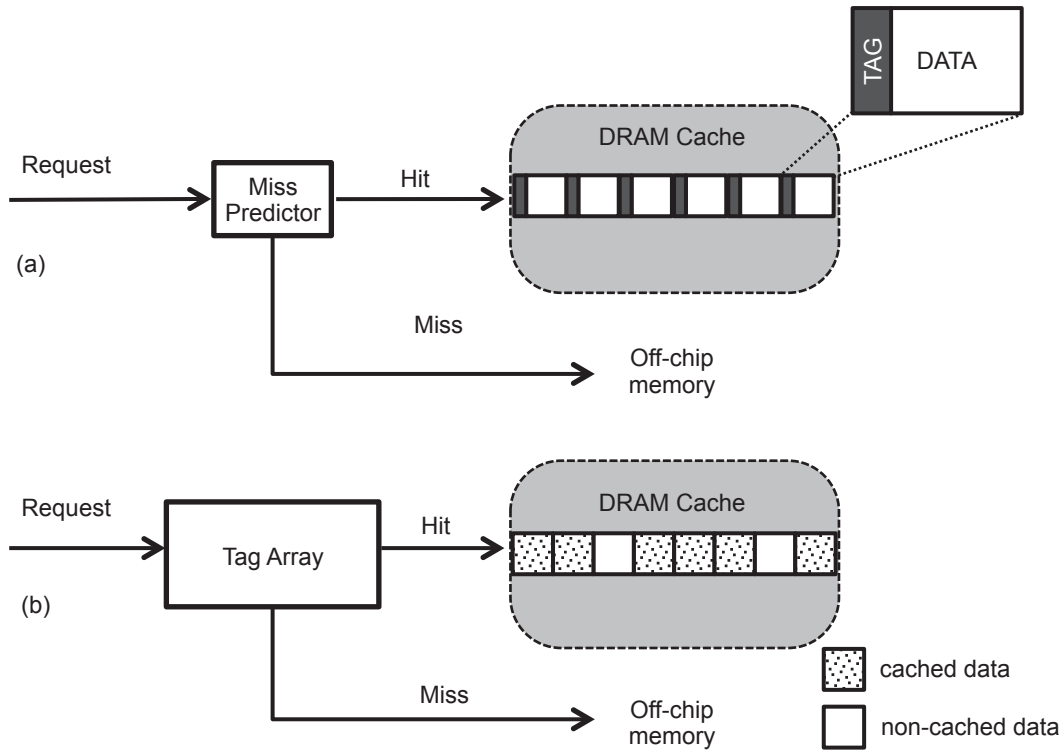 TAG
DATA
DRAM Cache
Request
Miss
Predictor
Hit
(a)
Miss
Off-chip
memory
DRAM Cache
Request
Tag Array
Hit
(b)
cached data
Miss
Off-chip
memory
non-cached data